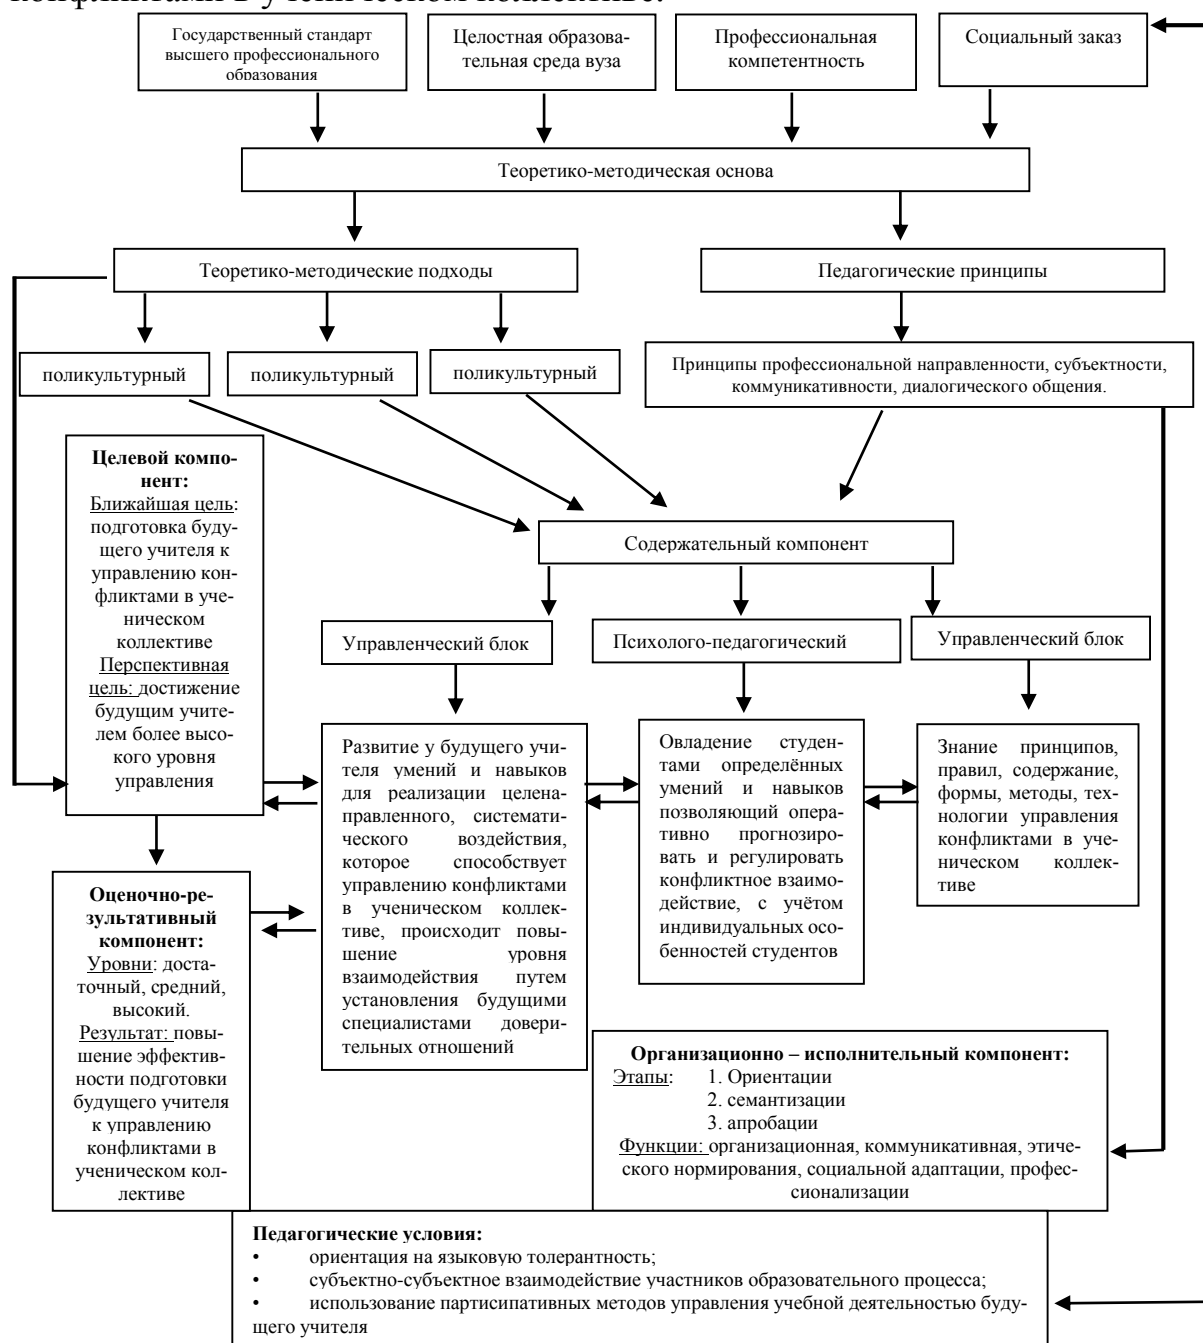 конфликтами в ученическом коллективе.
Государственный стандарт
высшего профессионального
образования
Целостная образова-
тельная среда вуза
Профессиональная
компетентность
Социальный заказ
Теоретико-методическая основа
Теоретико-методические подходы
Педагогические принципы
поликультурный
поликультурный
поликультурный
Принципы профессиональной направленности, субъектности,
коммуникативности, диалогического общения.
Целевой компо-
нент:
Ближайшая цель:
подготовка буду-
щего учителя к
управлению кон-
фликтами в уче-
ническом
коллективе
Перспективная
цель: достижение
будущим учите-
лем более высо-
кого уровня
управления
Содержательный компонент
Управленческий блок
Психолого-педагогический
Управленческий блок
Развитие у будущего учи-
теля умений и навыков
для реализации целена-
правленного, системати-
ческого воздействия,
которое способствует
управлению конфликтами
в ученическом коллек-
тиве, происходит повы-
шение уровня
взаимодействия путем
установления будущими
специалистами довери-
тельных отношений
Овладение студен-
тами определённых
умений и навыков
позволяющий опера-
тивно прогнозиро-
вать и регулировать
конфликтное взаимо-
действие, с учётом
индивидуальных осо-
бенностей студентов
Знание принципов,
правил, содержание,
формы, методы, тех-
нологии управления
конфликтами в уче-
ническом коллек-
тиве
Оценочно-ре-
зультативный
компонент:
Уровни: доста-
точный, средний,
высокий.
Результат: повы-
шение эффектив-
ности подготовки
будущего учителя
к управлению
конфликтами в
ученическом кол-
лективе
Организационно – исполнительный компонент:
Этапы: 1. Ориентации
2. семантизации
3. апробации
Функции: организационная, коммуникативная, этиче-
ского нормирования, социальной адаптации, профес-
сионализации
Педагогические условия:
• ориентация на языковую толерантность;
• субъектно-субъектное взаимодействие участников образовательного процесса;
• использование партисипативных методов управления учебной деятельностью буду-
щего учителя